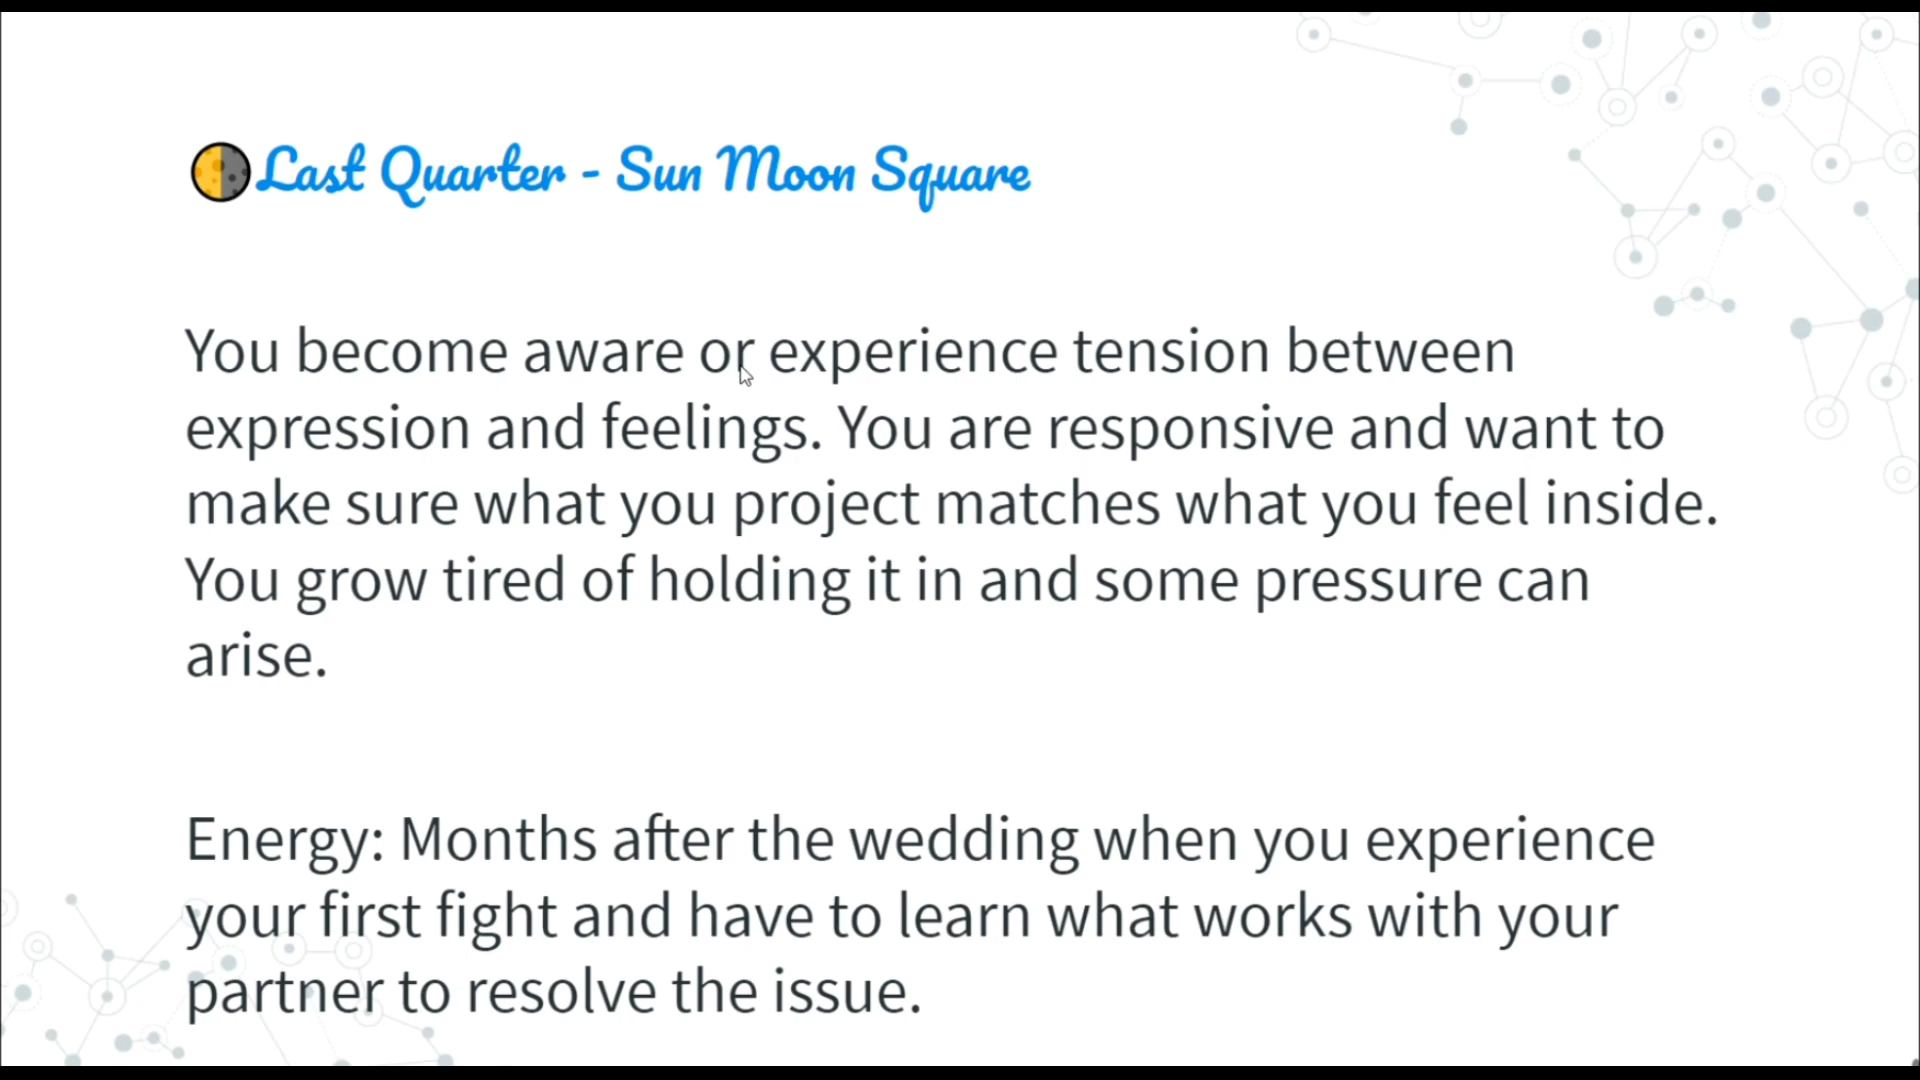 Last Quarter - Sun Moon Square
You become aware or experience tension between
expression and feelings. You are responsive and want to
make sure what you project matches what you feel inside.
You grow tired of holding it in and some pressure can
arise.
Energy: Months after the wedding when you experience
your first fight and have to learn what works with your
partner to resolve the issue.